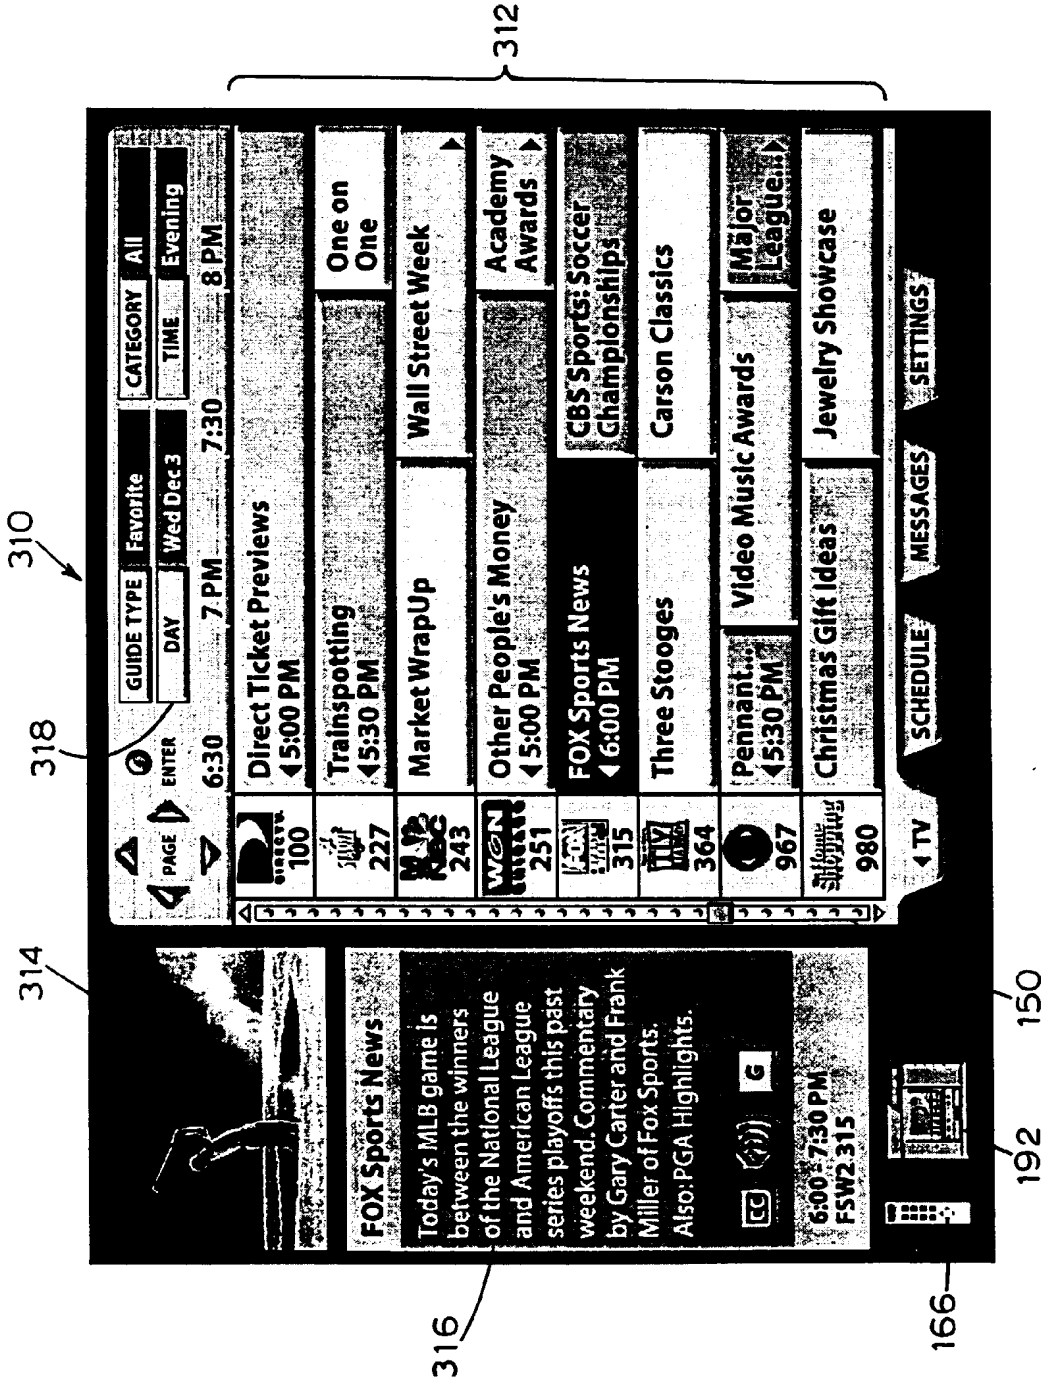 310
314
318
312
316
166
192
150
PAGE
ENTER
GUIDE TYPE
Favorite
CATEGORY
All
DAY
Wed Dec 3
TIME
Evening
6:30
7 PM
7:30
8 PM
DIRECTV
100
Direct Ticket Previews
5:00 PM
227
Trainspotting
5:30 PM
One on
One
243
Market WrapUp
Wall Street Week
WGN
251
Other People's Money
5:00 PM
Academy
Awards
FOX
315
FOX Sports News
6:00 PM
CBS Sports: Soccer
Championships
364
Three Stooges
Carson Classics
967
Pennant...
5:30 PM
Video Music Awards
Major
League...
Home
Shopping
980
Christmas Gift Ideas
Jewelry Showcase
TV
SCHEDULE
MESSAGES
SETTINGS
FOX Sports News
Today's MLB game is
between the winners
of the National League
and American League
series playoffs this past
weekend. Commentary
by Gary Carter and Frank
Miller of Fox Sports.
Also: PGA Highlights.
CC
G
6:00 - 7:30 PM
FSW2 315